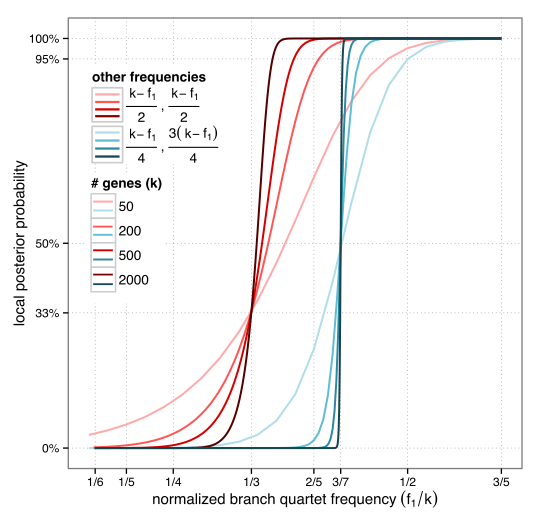 100%
95%
50%
33%
0%
local posterior probability
other frequencies
k−f₁/2 , k−f₁/2
k−f₁/4 , 3(k−f₁)/4
# genes (k)
50
200
500
2000
1/6 1/5 1/4 1/3 2/5 3/7 1/2 3/5
normalized branch quartet frequency (f₁/k)